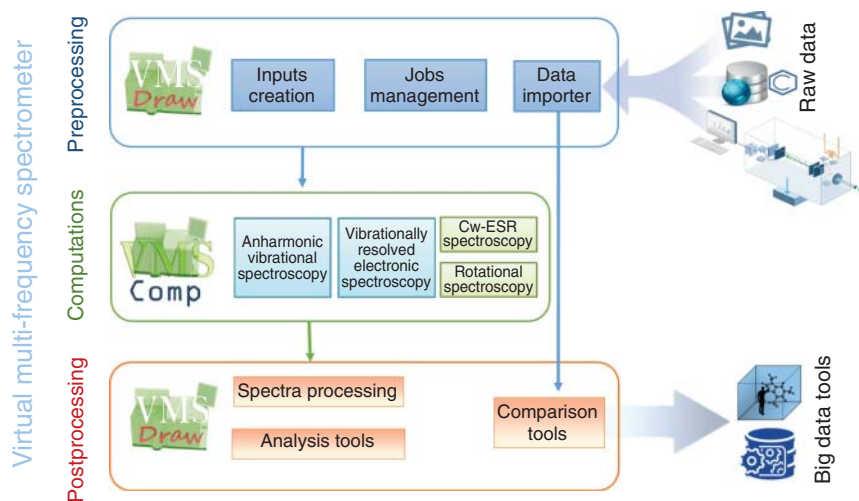 Virtual multi-frequency spectrometer
Preprocessing
VMS
Draw
Inputs
creation
Jobs
management
Data
importer
Raw data
Computations
VMS
Comp
Anharmonic
vibrational
spectroscopy
Vibrationally
resolved
electronic
spectroscopy
Cw-ESR
spectroscopy
Rotational
spectroscopy
Postprocessing
VMS
Draw
Spectra processing
Analysis tools
Comparison
tools
Big data tools